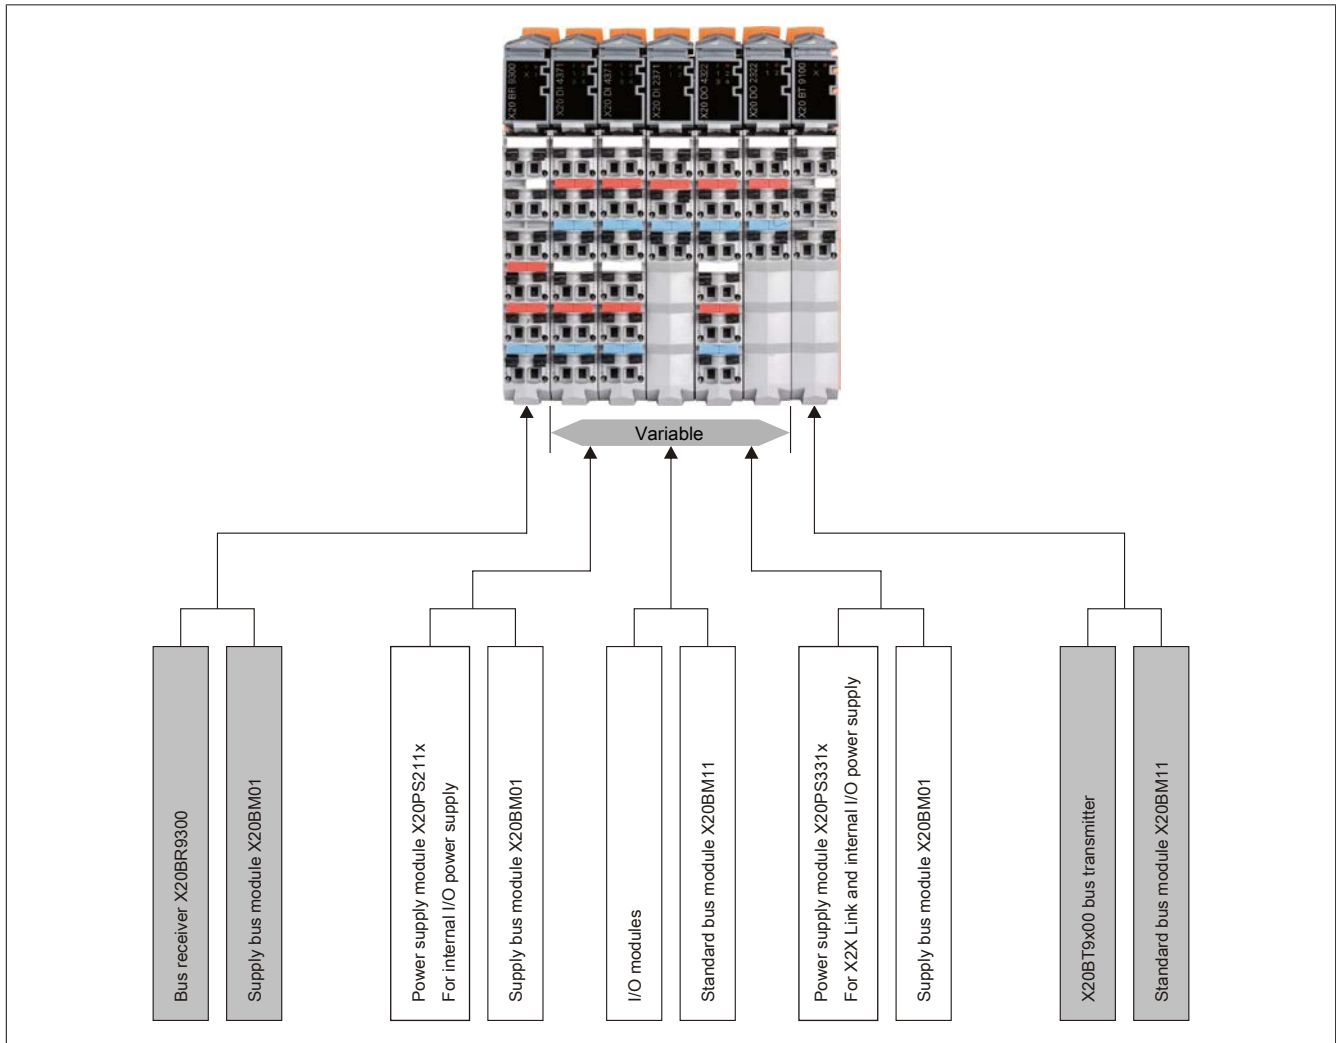 X20 BR 9300
X20 DI 4371
X20 DI 4371
X20 DI 2371
X20 DO 4322
X20 DO 2322
X20 BT 9100
Variable
Bus receiver X20BR9300
Supply bus module X20BM01
Power supply module X20PS211x
For internal I/O power supply
Supply bus module X20BM01
I/O modules
Standard bus module X20BM11
Power supply module X20PS331x
For X2X Link and internal I/O power supply
Supply bus module X20BM01
X20BT9x00 bus transmitter
Standard bus module X20BM11